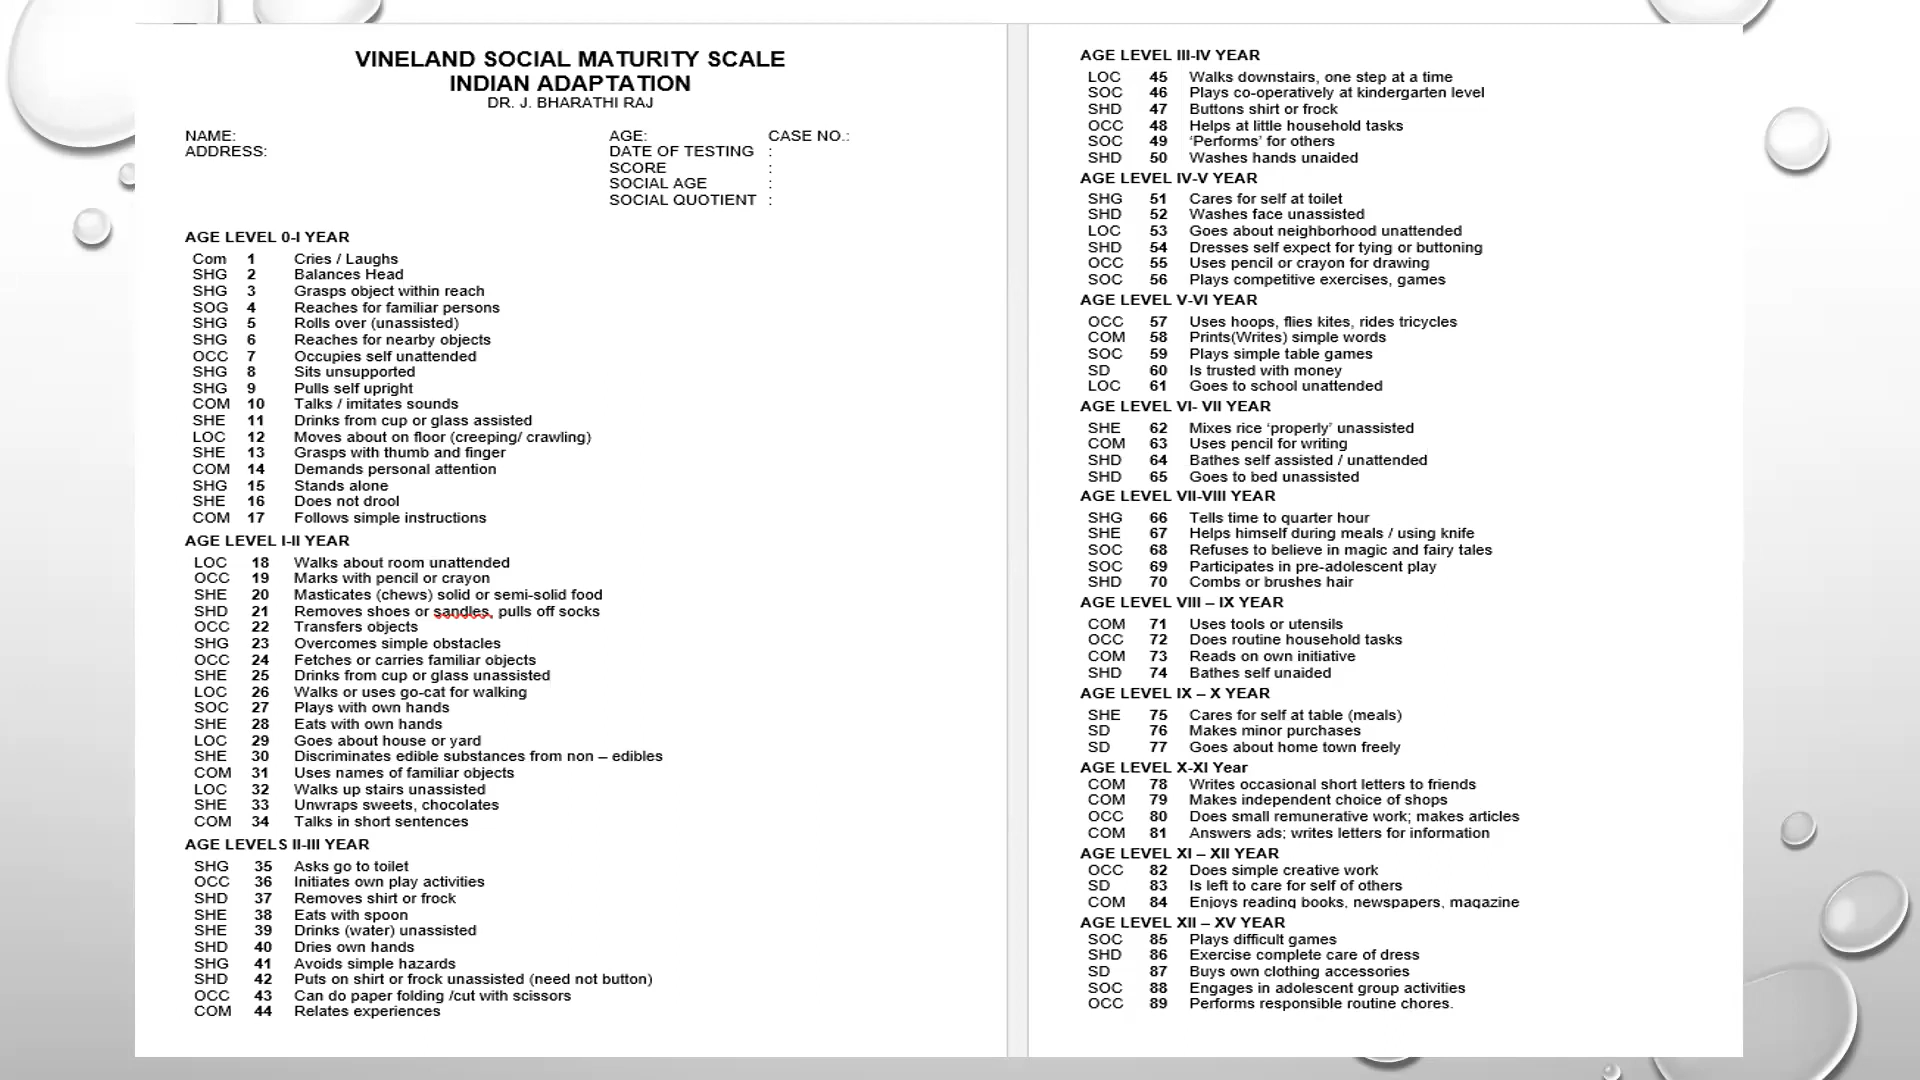 VINELAND SOCIAL MATURITY SCALE
INDIAN ADAPTATION
DR. J. BHARATHI RAJ
NAME: AGE: CASE NO.:
ADDRESS: DATE OF TESTING :
SCORE :
SOCIAL AGE :
SOCIAL QUOTIENT :
AGE LEVEL 0-I YEAR
Com 1 Cries / Laughs
SHG 2 Balances Head
SHG 3 Grasps object within reach
SOG 4 Reaches for familiar persons
SHG 5 Rolls over (unassisted)
SHG 6 Reaches for nearby objects
OCC 7 Occupies self unattended
SHG 8 Sits unsupported
SHG 9 Pulls self upright
COM 10 Talks / imitates sounds
SHE 11 Drinks from cup or glass assisted
LOC 12 Moves about on floor (creeping/ crawling)
SHE 13 Grasps with thumb and finger
COM 14 Demands personal attention
SHG 15 Stands alone
SHE 16 Does not drool
COM 17 Follows simple instructions
AGE LEVEL I-II YEAR
LOC 18 Walks about room unattended
OCC 19 Marks with pencil or crayon
SHE 20 Masticates (chews) solid or semi-solid food
SHD 21 Removes shoes or sandles, pulls off socks
OCC 22 Transfers objects
SHG 23 Overcomes simple obstacles
OCC 24 Fetches or carries familiar objects
SHE 25 Drinks from cup or glass unassisted
LOC 26 Walks or uses go-cat for walking
SOC 27 Plays with own hands
SHE 28 Eats with own hands
LOC 29 Goes about house or yard
SHE 30 Discriminates edible substances from non – edibles
COM 31 Uses names of familiar objects
LOC 32 Walks up stairs unassisted
SHE 33 Unwraps sweets, chocolates
COM 34 Talks in short sentences
AGE LEVELS II-III YEAR
SHG 35 Asks go to toilet
OCC 36 Initiates own play activities
SHD 37 Removes shirt or frock
SHE 38 Eats with spoon
SHE 39 Drinks (water) unassisted
SHD 40 Dries own hands
SHG 41 Avoids simple hazards
SHD 42 Puts on shirt or frock unassisted (need not button)
OCC 43 Can do paper folding /cut with scissors
COM 44 Relates experiences
AGE LEVEL III-IV YEAR
LOC 45 Walks downstairs, one step at a time
SOC 46 Plays co-operatively at kindergarten level
SHD 47 Buttons shirt or frock
OCC 48 Helps at little household tasks
SOC 49 ‘Performs’ for others
SHD 50 Washes hands unaided
AGE LEVEL IV-V YEAR
SHG 51 Cares for self at toilet
SHD 52 Washes face unassisted
LOC 53 Goes about neighborhood unattended
SHD 54 Dresses self expect for tying or buttoning
OCC 55 Uses pencil or crayon for drawing
SOC 56 Plays competitive exercises, games
AGE LEVEL V-VI YEAR
OCC 57 Uses hoops, flies kites, rides tricycles
COM 58 Prints(Writes) simple words
SOC 59 Plays simple table games
SD 60 Is trusted with money
LOC 61 Goes to school unattended
AGE LEVEL VI- VII YEAR
SHE 62 Mixes rice ‘properly’ unassisted
COM 63 Uses pencil for writing
SHD 64 Bathes self assisted / unattended
SHD 65 Goes to bed unassisted
AGE LEVEL VII-VIII YEAR
SHG 66 Tells time to quarter hour
SHE 67 Helps himself during meals / using knife
SOC 68 Refuses to believe in magic and fairy tales
SOC 69 Participates in pre-adolescent play
SHD 70 Combs or brushes hair
AGE LEVEL VIII – IX YEAR
COM 71 Uses tools or utensils
OCC 72 Does routine household tasks
COM 73 Reads on own initiative
SHD 74 Bathes self unaided
AGE LEVEL IX – X YEAR
SHE 75 Cares for self at table (meals)
SD 76 Makes minor purchases
SD 77 Goes about home town freely
AGE LEVEL X-XI Year
COM 78 Writes occasional short letters to friends
COM 79 Makes independent choice of shops
OCC 80 Does small remunerative work; makes articles
COM 81 Answers ads; writes letters for information
AGE LEVEL XI – XII YEAR
OCC 82 Does simple creative work
SD 83 Is left to care for self of others
COM 84 Enjoys reading books, newspapers, magazine
AGE LEVEL XII – XV YEAR
SOC 85 Plays difficult games
SHD 86 Exercise complete care of dress
SD 87 Buys own clothing accessories
SOC 88 Engages in adolescent group activities
OCC 89 Performs responsible routine chores.